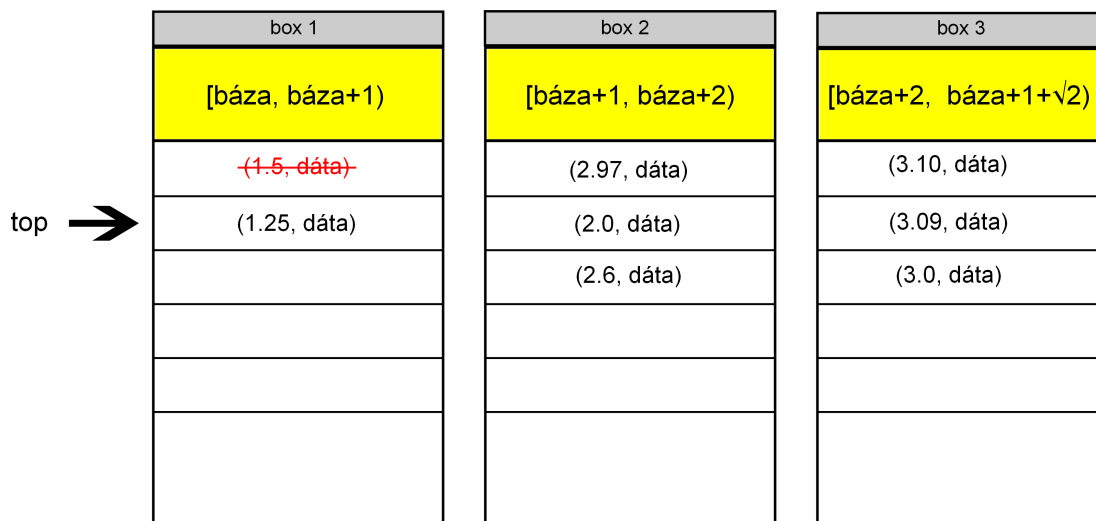 box 1
[báza, báza+1)
(1.5, dáta)
top
(1.25, dáta)
box 2
[báza+1, báza+2)
(2.97, dáta)
(2.0, dáta)
(2.6, dáta)
box 3
[báza+2, báza+1+√2)
(3.10, dáta)
(3.09, dáta)
(3.0, dáta)